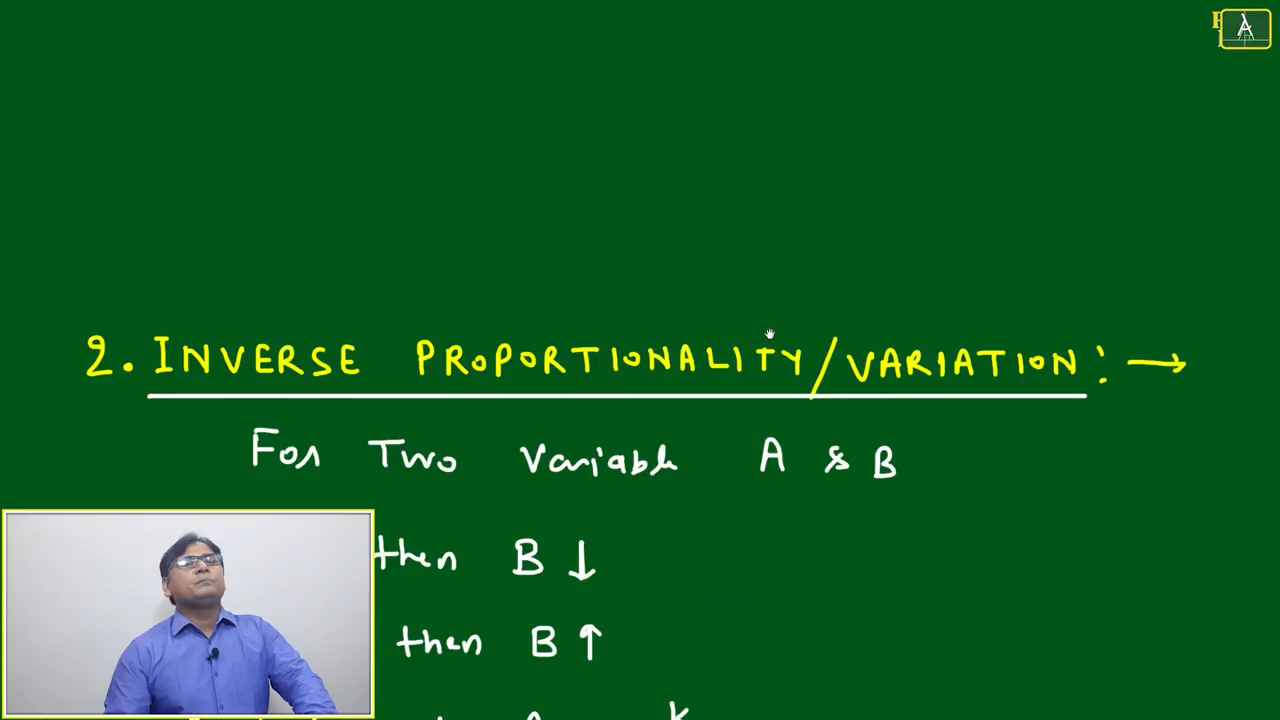 2. INVERSE PROPORTIONALITY/VARIATION: →
For Two Variable A & B
then B ↓
then B ↑